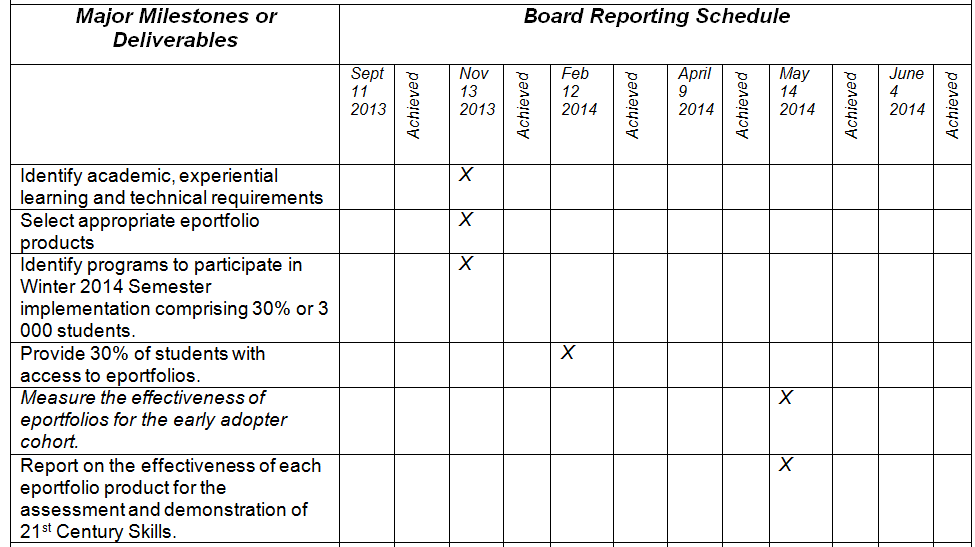 Major Milestones or
Deliverables
Board Reporting Schedule
Sept
11
2013
Achieved
Nov
13
2013
Achieved
Feb
12
2014
Achieved
April
9
2014
Achieved
May
14
2014
Achieved
June
4
2014
Achieved
Identify academic, experiential
learning and technical requirements
X
Select appropriate eportfolio
products
X
Identify programs to participate in
Winter 2014 Semester
implementation comprising 30% or 3
000 students.
X
Provide 30% of students with
access to eportfolios.
X
Measure the effectiveness of
eportfolios for the early adopter
cohort.
X
Report on the effectiveness of each
eportfolio product for the
assessment and demonstration of
21st Century Skills.
X